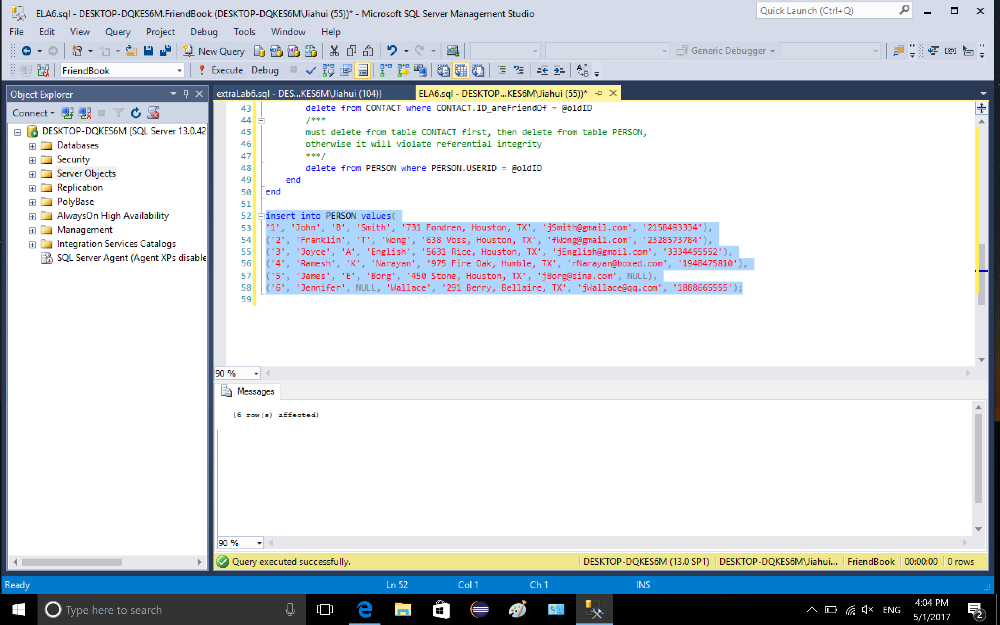 ELA6.sql - DESKTOP-DQKES6M.FriendBook (DESKTOP-DQKES6M\Jiahui (55))* - Microsoft SQL Server Management Studio
Quick Launch (Ctrl+Q)
File Edit View Query Project Debug Tools Window Help
New Query
Generic Debugger
FriendBook
Execute Debug
Object Explorer
extraLab6.sql - DES...KES6M\Jiahui (104))
ELA6.sql - DESKTOP...KES6M\Jiahui (55))*
Connect
DESKTOP-DQKES6M (SQL Server 13.0.42
Databases
Security
Server Objects
Replication
PolyBase
AlwaysOn High Availability
Management
Integration Services Catalogs
SQL Server Agent (Agent XPs disable
43 delete from CONTACT where CONTACT.ID_areFriendOf = @oldID
44 /***
45 must delete from table CONTACT first, then delete from table PERSON,
46 otherwise it will violate referential integrity
47 ***/
48 delete from PERSON where PERSON.USERID = @oldID
49 end
50 end
51
52 insert into PERSON values(
53 '1', 'John', 'B', 'Smith', '731 Fondren, Houston, TX', 'jSmith@gmail.com', '2158493334'),
54 ('2', 'Franklin', 'T', 'Wong', '638 Voss, Houston, TX', 'fWong@gmail.com', '2328573784'),
55 ('3', 'Joyce', 'A', 'English', '5631 Rice, Houston, TX', 'jEnglish@gmail.com', '3334455552'),
56 ('4', 'Ramesh', 'K', 'Narayan', '975 Fire Oak, Humble, TX', 'rNarayan@boxed.com', '1948475810'),
57 ('5', 'James', 'E', 'Borg', '450 Stone, Houston, TX', 'jBorg@sina.com', NULL),
58 ('6', 'Jennifer', NULL, 'Wallace', '291 Berry, Bellaire, TX', 'jWallace@qq.com', '1888665555');
59
90 %
Messages
(6 row(s) affected)
90 %
Query executed successfully.
DESKTOP-DQKES6M (13.0 SP1)
DESKTOP-DQKES6M\Jiahui...
FriendBook
00:00:00
0 rows
Ready
Ln 52
Col 1
Ch 1
INS
Type here to search
ENG
4:04 PM
5/1/2017
2